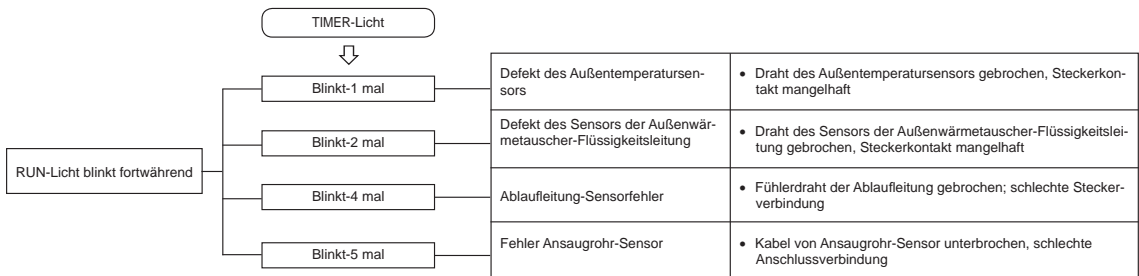 TIMER-Licht
RUN-Licht blinkt fortwährend
Blinkt-1 mal
Defekt des Außentemperatursen-
sors
• Draht des Außentemperatursensors gebrochen, Steckerkon-
takt mangelhaft
Blinkt-2 mal
Defekt des Sensors der Außenwär-
metauscher-Flüssigkeitsleitung
• Draht des Sensors der Außenwärmetauscher-Flüssigkeitslei-
tung gebrochen, Steckerkontakt mangelhaft
Blinkt-4 mal
Ablaufleitung-Sensorfehler
• Fühlerdraht der Ablaufleitung gebrochen; schlechte Stecker-
verbindung
Blinkt-5 mal
Fehler Ansaugrohr-Sensor
• Kabel von Ansaugrohr-Sensor unterbrochen, schlechte
Anschlussverbindung